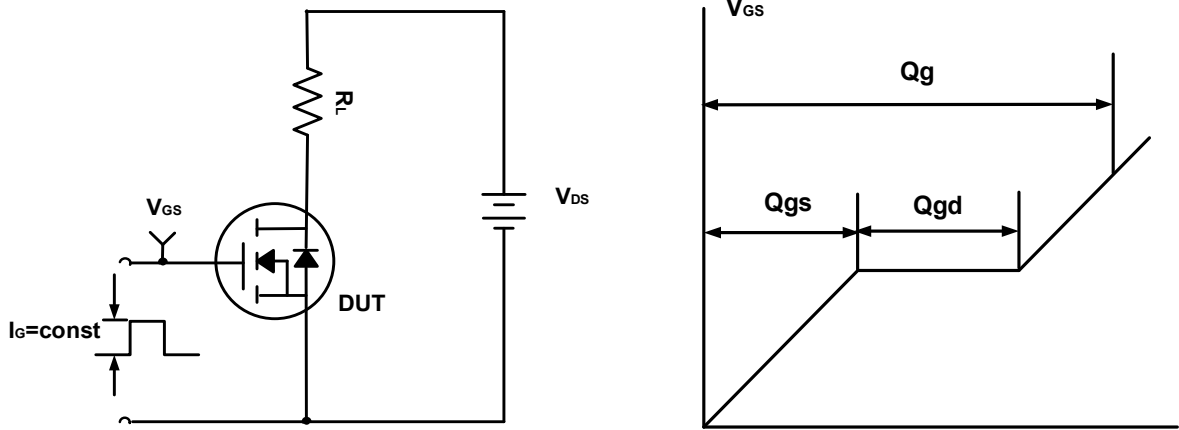 RL
VGS
VDS
DUT
IG=const
VGS
Qg
Qgs
Qgd